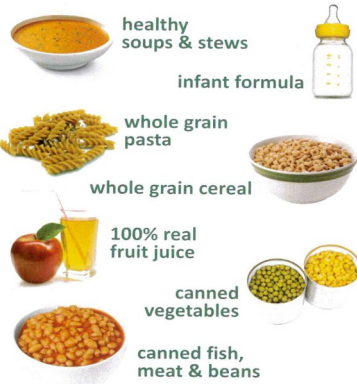 healthy
soups & stews
infant formula
whole grain
pasta
whole grain cereal
100% real
fruit juice
canned
vegetables
canned fish,
meat & beans